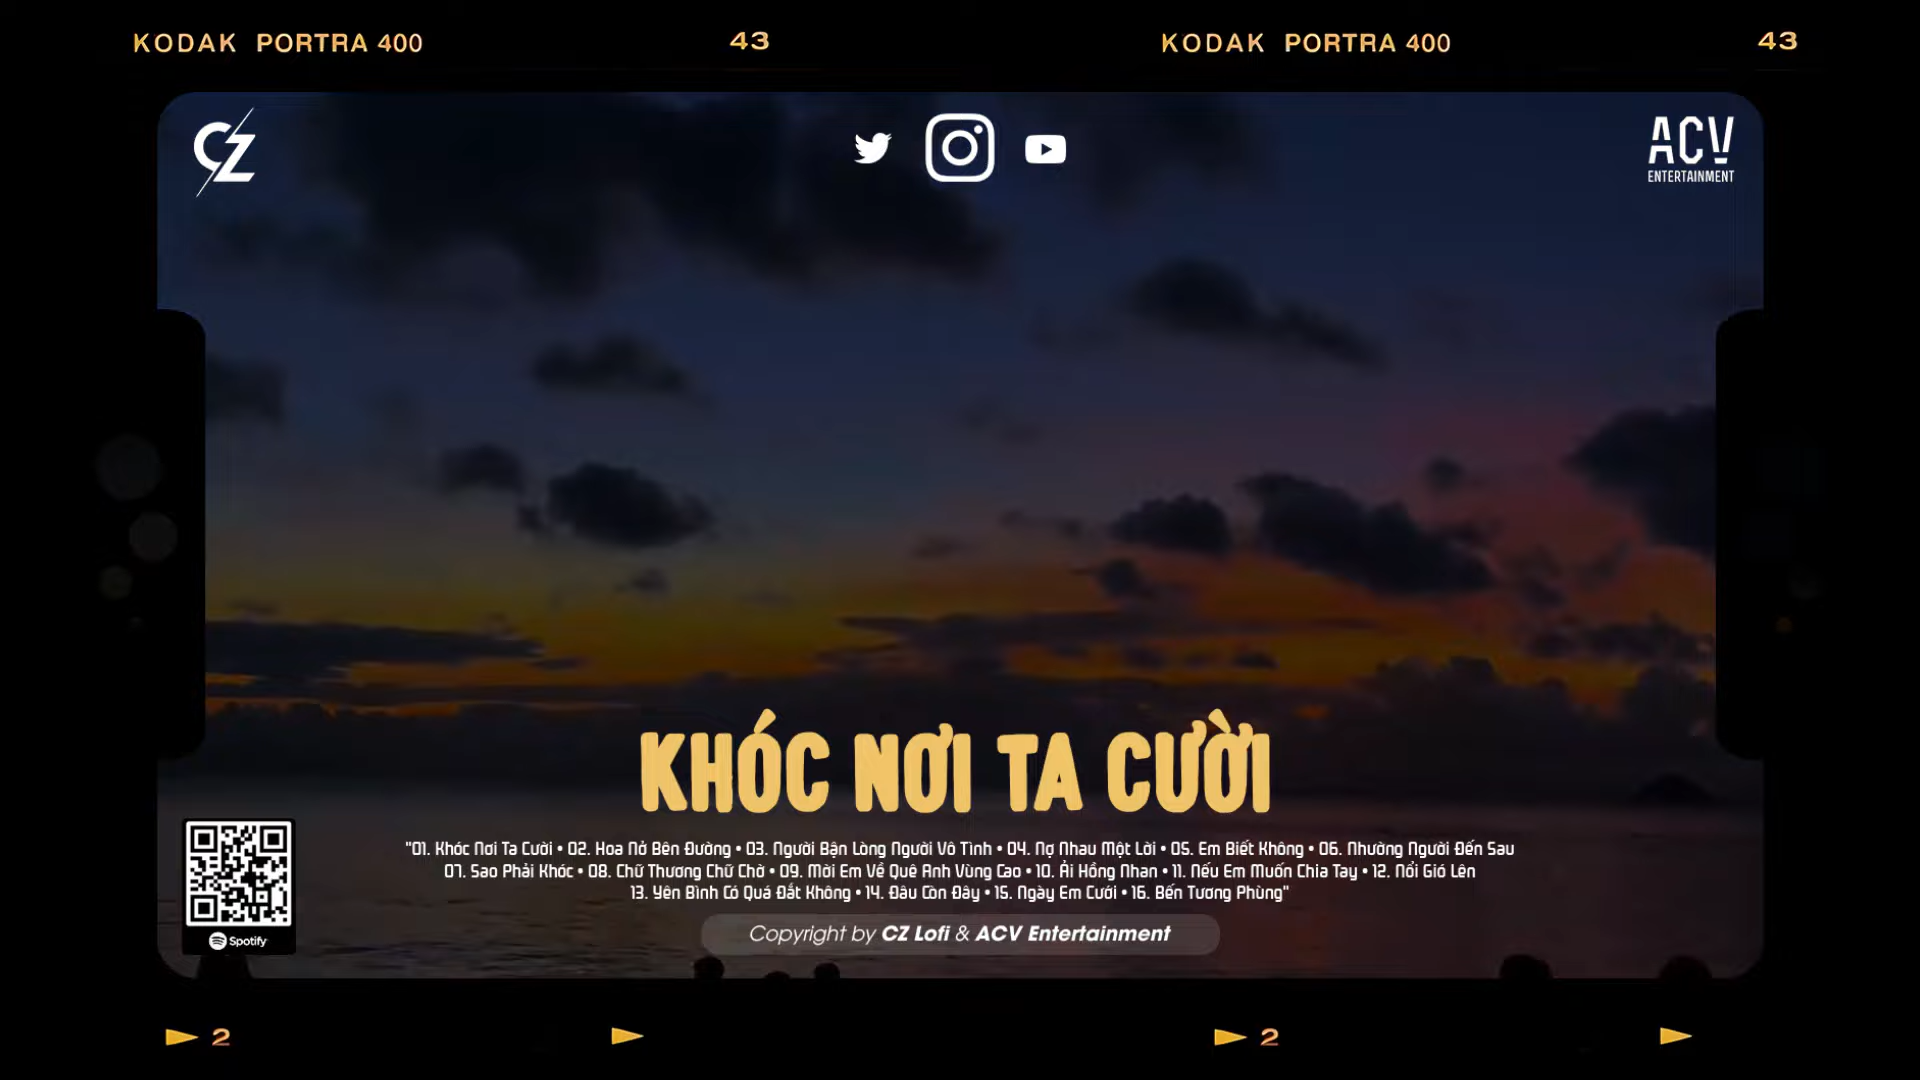 KODAK PORTRA 400 43 KODAK PORTRA 400 43
CZ
ACV
ENTERTAINMENT
KHÓC NƠI TA CƯỜI
"01. Khóc Nơi Ta Cười • 02. Hoa Nở Bên Đường • 03. Người Bận Lòng Người Vô Tình • 04. Nợ Nhau Một Lời • 05. Em Biết Không • 06. Nhường Người Đến Sau
07. Sao Phải Khóc • 08. Chữ Thương Chữ Chờ • 09. Mời Em Về Quê Anh Vùng Cao • 10. Ải Hồng Nhan • 11. Nếu Em Muốn Chia Tay • 12. Nổi Gió Lên
13. Yên Bình Có Quá Đắt Không • 14. Đâu Còn Đây • 15. Ngày Em Cưới • 16. Bến Tương Phùng"
Spotify
Copyright by CZ Lofi & ACV Entertainment
2 2